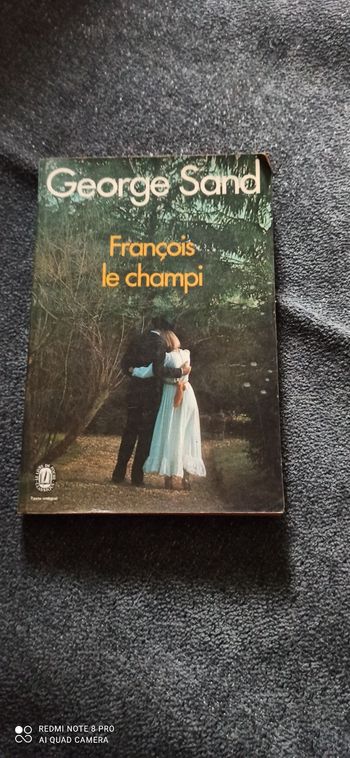 George Sand
François
le champi
Texte intégral
REDMI NOTE 8 PRO
AI QUAD CAMERA